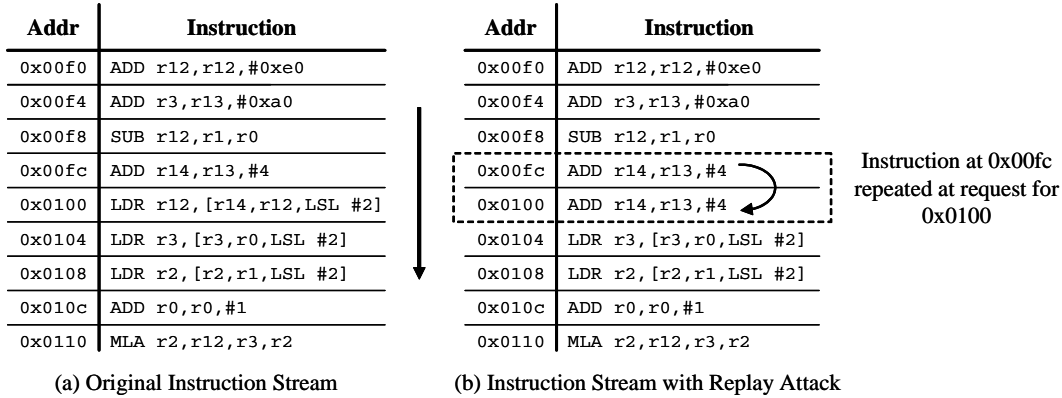 Addr Instruction
0x00f0 ADD r12,r12,#0xe0
0x00f4 ADD r3,r13,#0xa0
0x00f8 SUB r12,r1,r0
0x00fc ADD r14,r13,#4
0x0100 LDR r12,[r14,r12,LSL #2]
0x0104 LDR r3,[r3,r0,LSL #2]
0x0108 LDR r2,[r2,r1,LSL #2]
0x010c ADD r0,r0,#1
0x0110 MLA r2,r12,r3,r2
(a) Original Instruction Stream
Addr Instruction
0x00f0 ADD r12,r12,#0xe0
0x00f4 ADD r3,r13,#0xa0
0x00f8 SUB r12,r1,r0
0x00fc ADD r14,r13,#4
0x0100 ADD r14,r13,#4
0x0104 LDR r3,[r3,r0,LSL #2]
0x0108 LDR r2,[r2,r1,LSL #2]
0x010c ADD r0,r0,#1
0x0110 MLA r2,r12,r3,r2
(b) Instruction Stream with Replay Attack
Instruction at 0x00fc
repeated at request for
0x0100